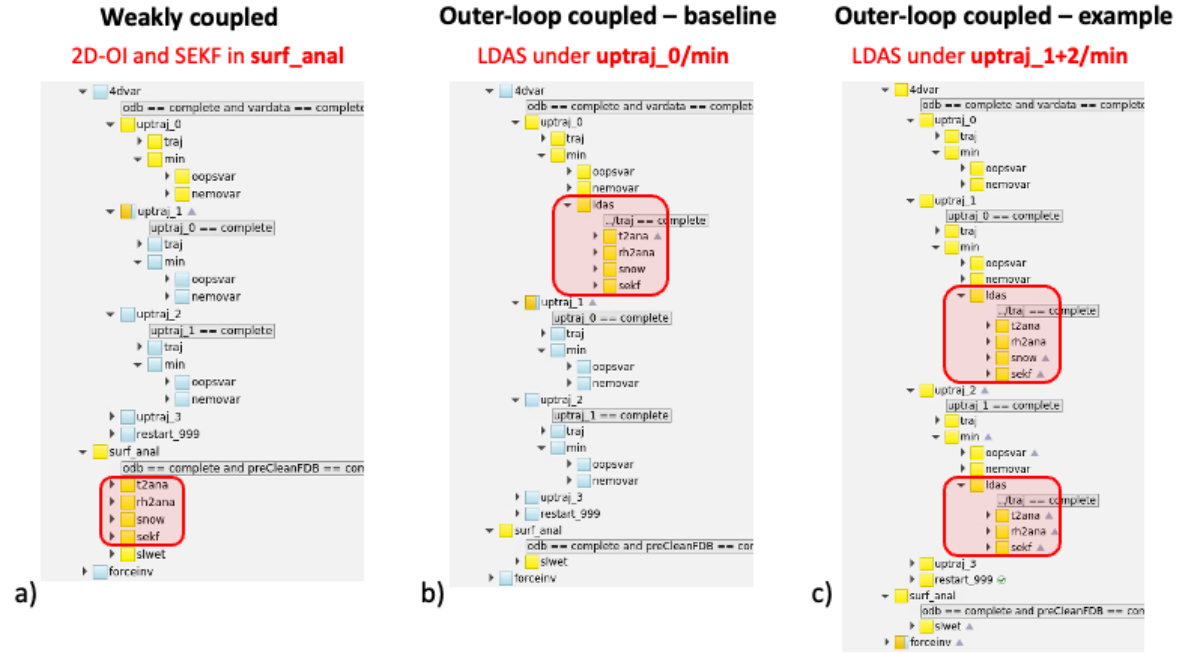 Weakly coupled
2D-OI and SEKF in surf_anal
4dvar
odb == complete and vardata == complete
uptraj_0
traj
min
oopsvar
nemovar
uptraj_1
uptraj_0 == complete
traj
min
oopsvar
nemovar
uptraj_2
uptraj_1 == complete
traj
min
oopsvar
nemovar
uptraj_3
restart_999
surf_anal
odb == complete and preCleanFDB == con
t2ana
rh2ana
snow
sekf
slwet
forceinv
a)
Outer-loop coupled – baseline
LDAS under uptraj_0/min
4dvar
odb == complete and vardata == complet
uptraj_0
traj
min
oopsvar
nemovar
ldas
../traj == complete
t2ana
rh2ana
snow
sekf
uptraj_1
uptraj_0 == complete
traj
min
oopsvar
nemovar
uptraj_2
uptraj_1 == complete
traj
min
oopsvar
nemovar
uptraj_3
restart_999
surf_anal
odb == complete and preCleanFDB == cor
slwet
forceinv
b)
Outer-loop coupled – example
LDAS under uptraj_1+2/min
4dvar
odb == complete and vardata == complet
uptraj_0
traj
min
oopsvar
nemovar
uptraj_1
uptraj_0 == complete
traj
min
oopsvar
nemovar
ldas
../traj == complete
t2ana
rh2ana
snow
sekf
uptraj_2
uptraj_1 == complete
traj
min
oopsvar
nemovar
ldas
../traj == complete
t2ana
rh2ana
sekf
uptraj_3
restart_999
surf_anal
odb == complete and preCleanFDB == con
slwet
forceinv
c)